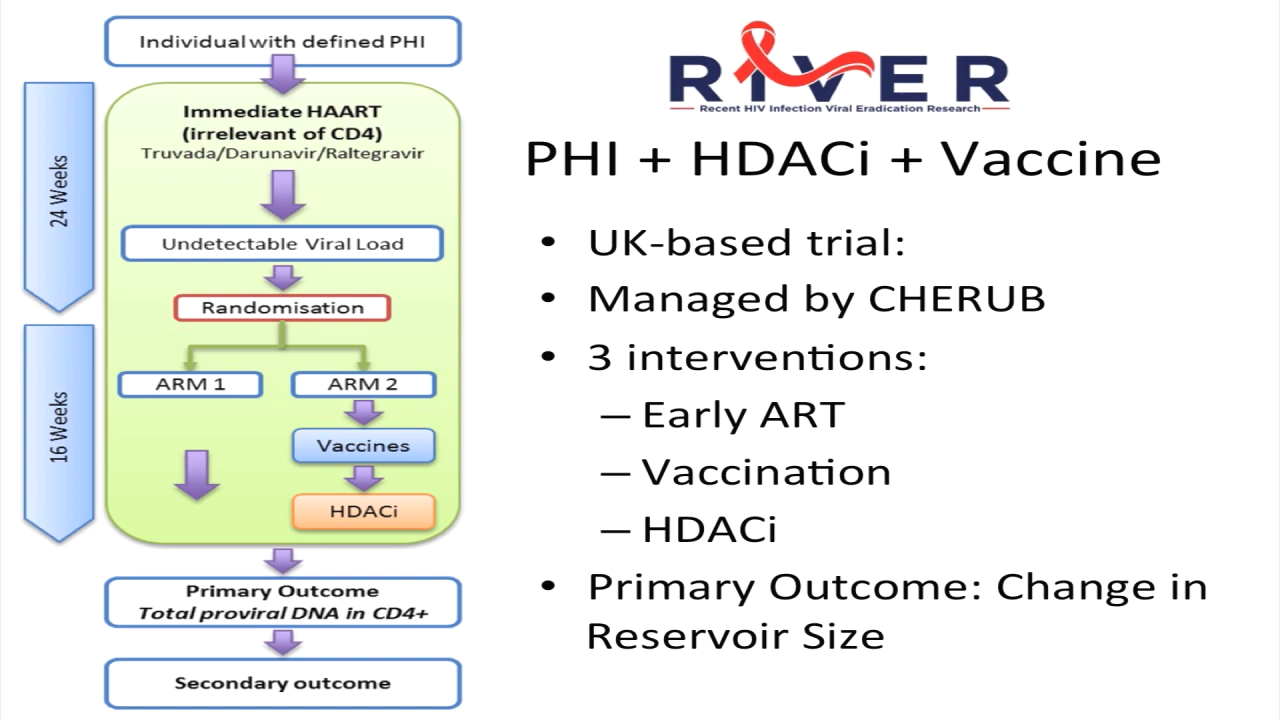 Individual with defined PHI
24 Weeks
Immediate HAART
(irrelevant of CD4)
Truvada/Darunavir/Raltegravir
Undetectable Viral Load
Randomisation
16 Weeks
ARM 1
ARM 2
Vaccines
HDACi
Primary Outcome
Total proviral DNA in CD4+
Secondary outcome
RIVER
Recent HIV Infection Viral Eradication Research
PHI + HDACi + Vaccine
• UK-based trial:
• Managed by CHERUB
• 3 interventions:
– Early ART
– Vaccination
– HDACi
• Primary Outcome: Change in
Reservoir Size